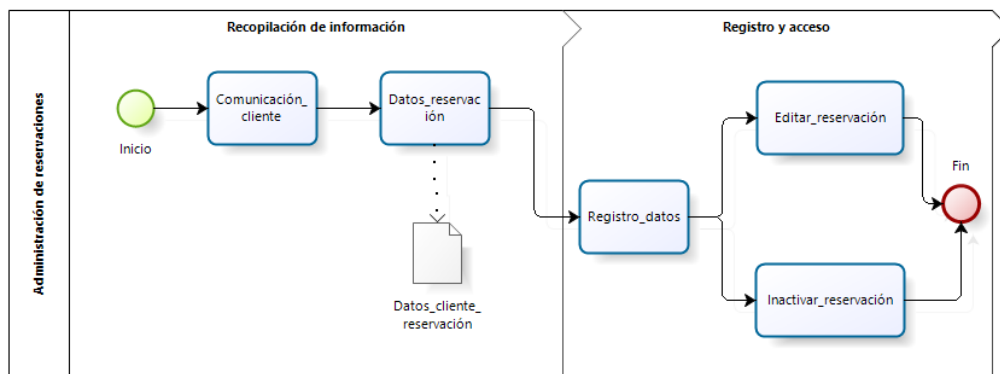 Administración de reservaciones
Recopilación de información
Registro y acceso
Inicio
Comunicación_
cliente
Datos_reservac
ión
Datos_cliente_
reservación
Registro_datos
Editar_reservación
Inactivar_reservación
Fin